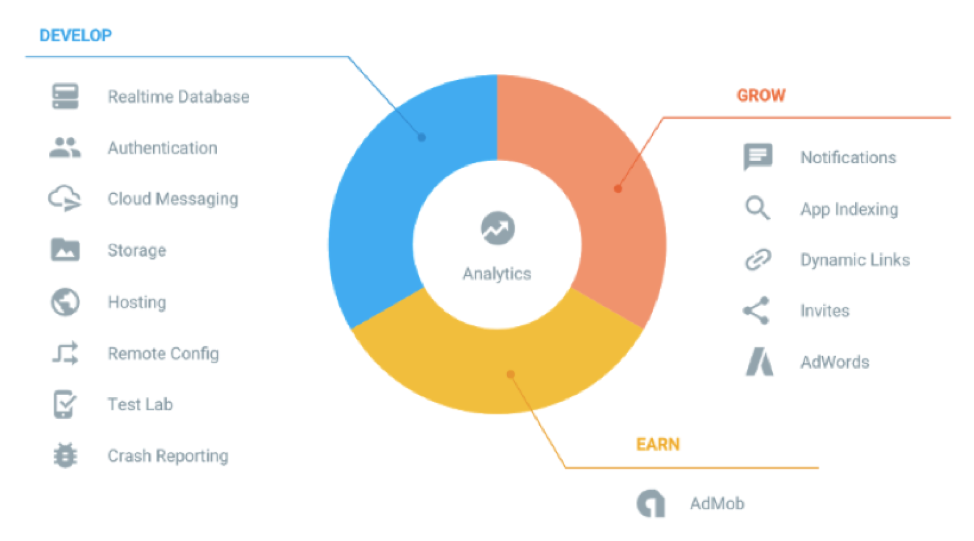 DEVELOP
Realtime Database
Authentication
Cloud Messaging
Storage
Hosting
Remote Config
Test Lab
Crash Reporting
Analytics
GROW
Notifications
App Indexing
Dynamic Links
Invites
AdWords
EARN
AdMob